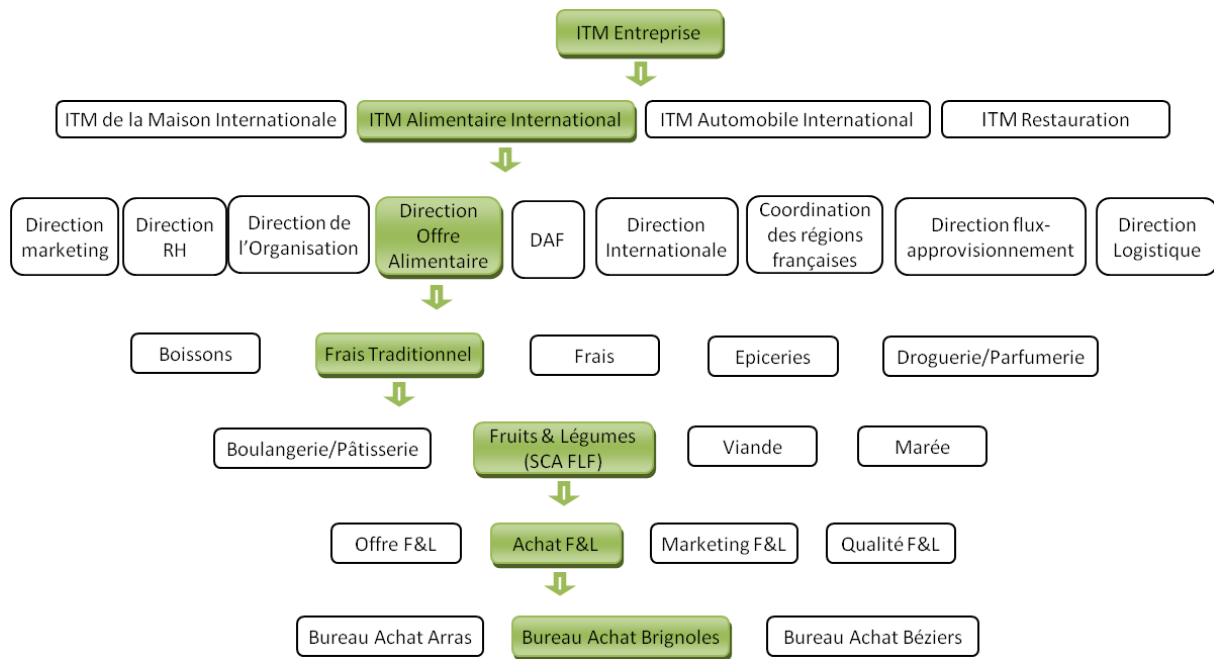 ITM Entreprise
ITM de la Maison Internationale
ITM Alimentaire International
ITM Automobile International
ITM Restauration
Direction
marketing
Direction
RH
Direction de
l'Organisation
Direction
Offre
Alimentaire
DAF
Direction
Internationale
Coordination
des régions
françaises
Direction flux-
approvisionnement
Direction
Logistique
Boissons
Frais Traditionnel
Frais
Epiceries
Droguerie/Parfumerie
Boulangerie/Pâtisserie
Fruits & Légumes
(SCA FLF)
Viande
Marée
Offre F&L
Achat F&L
Marketing F&L
Qualité F&L
Bureau Achat Arras
Bureau Achat Brignoles
Bureau Achat Béziers